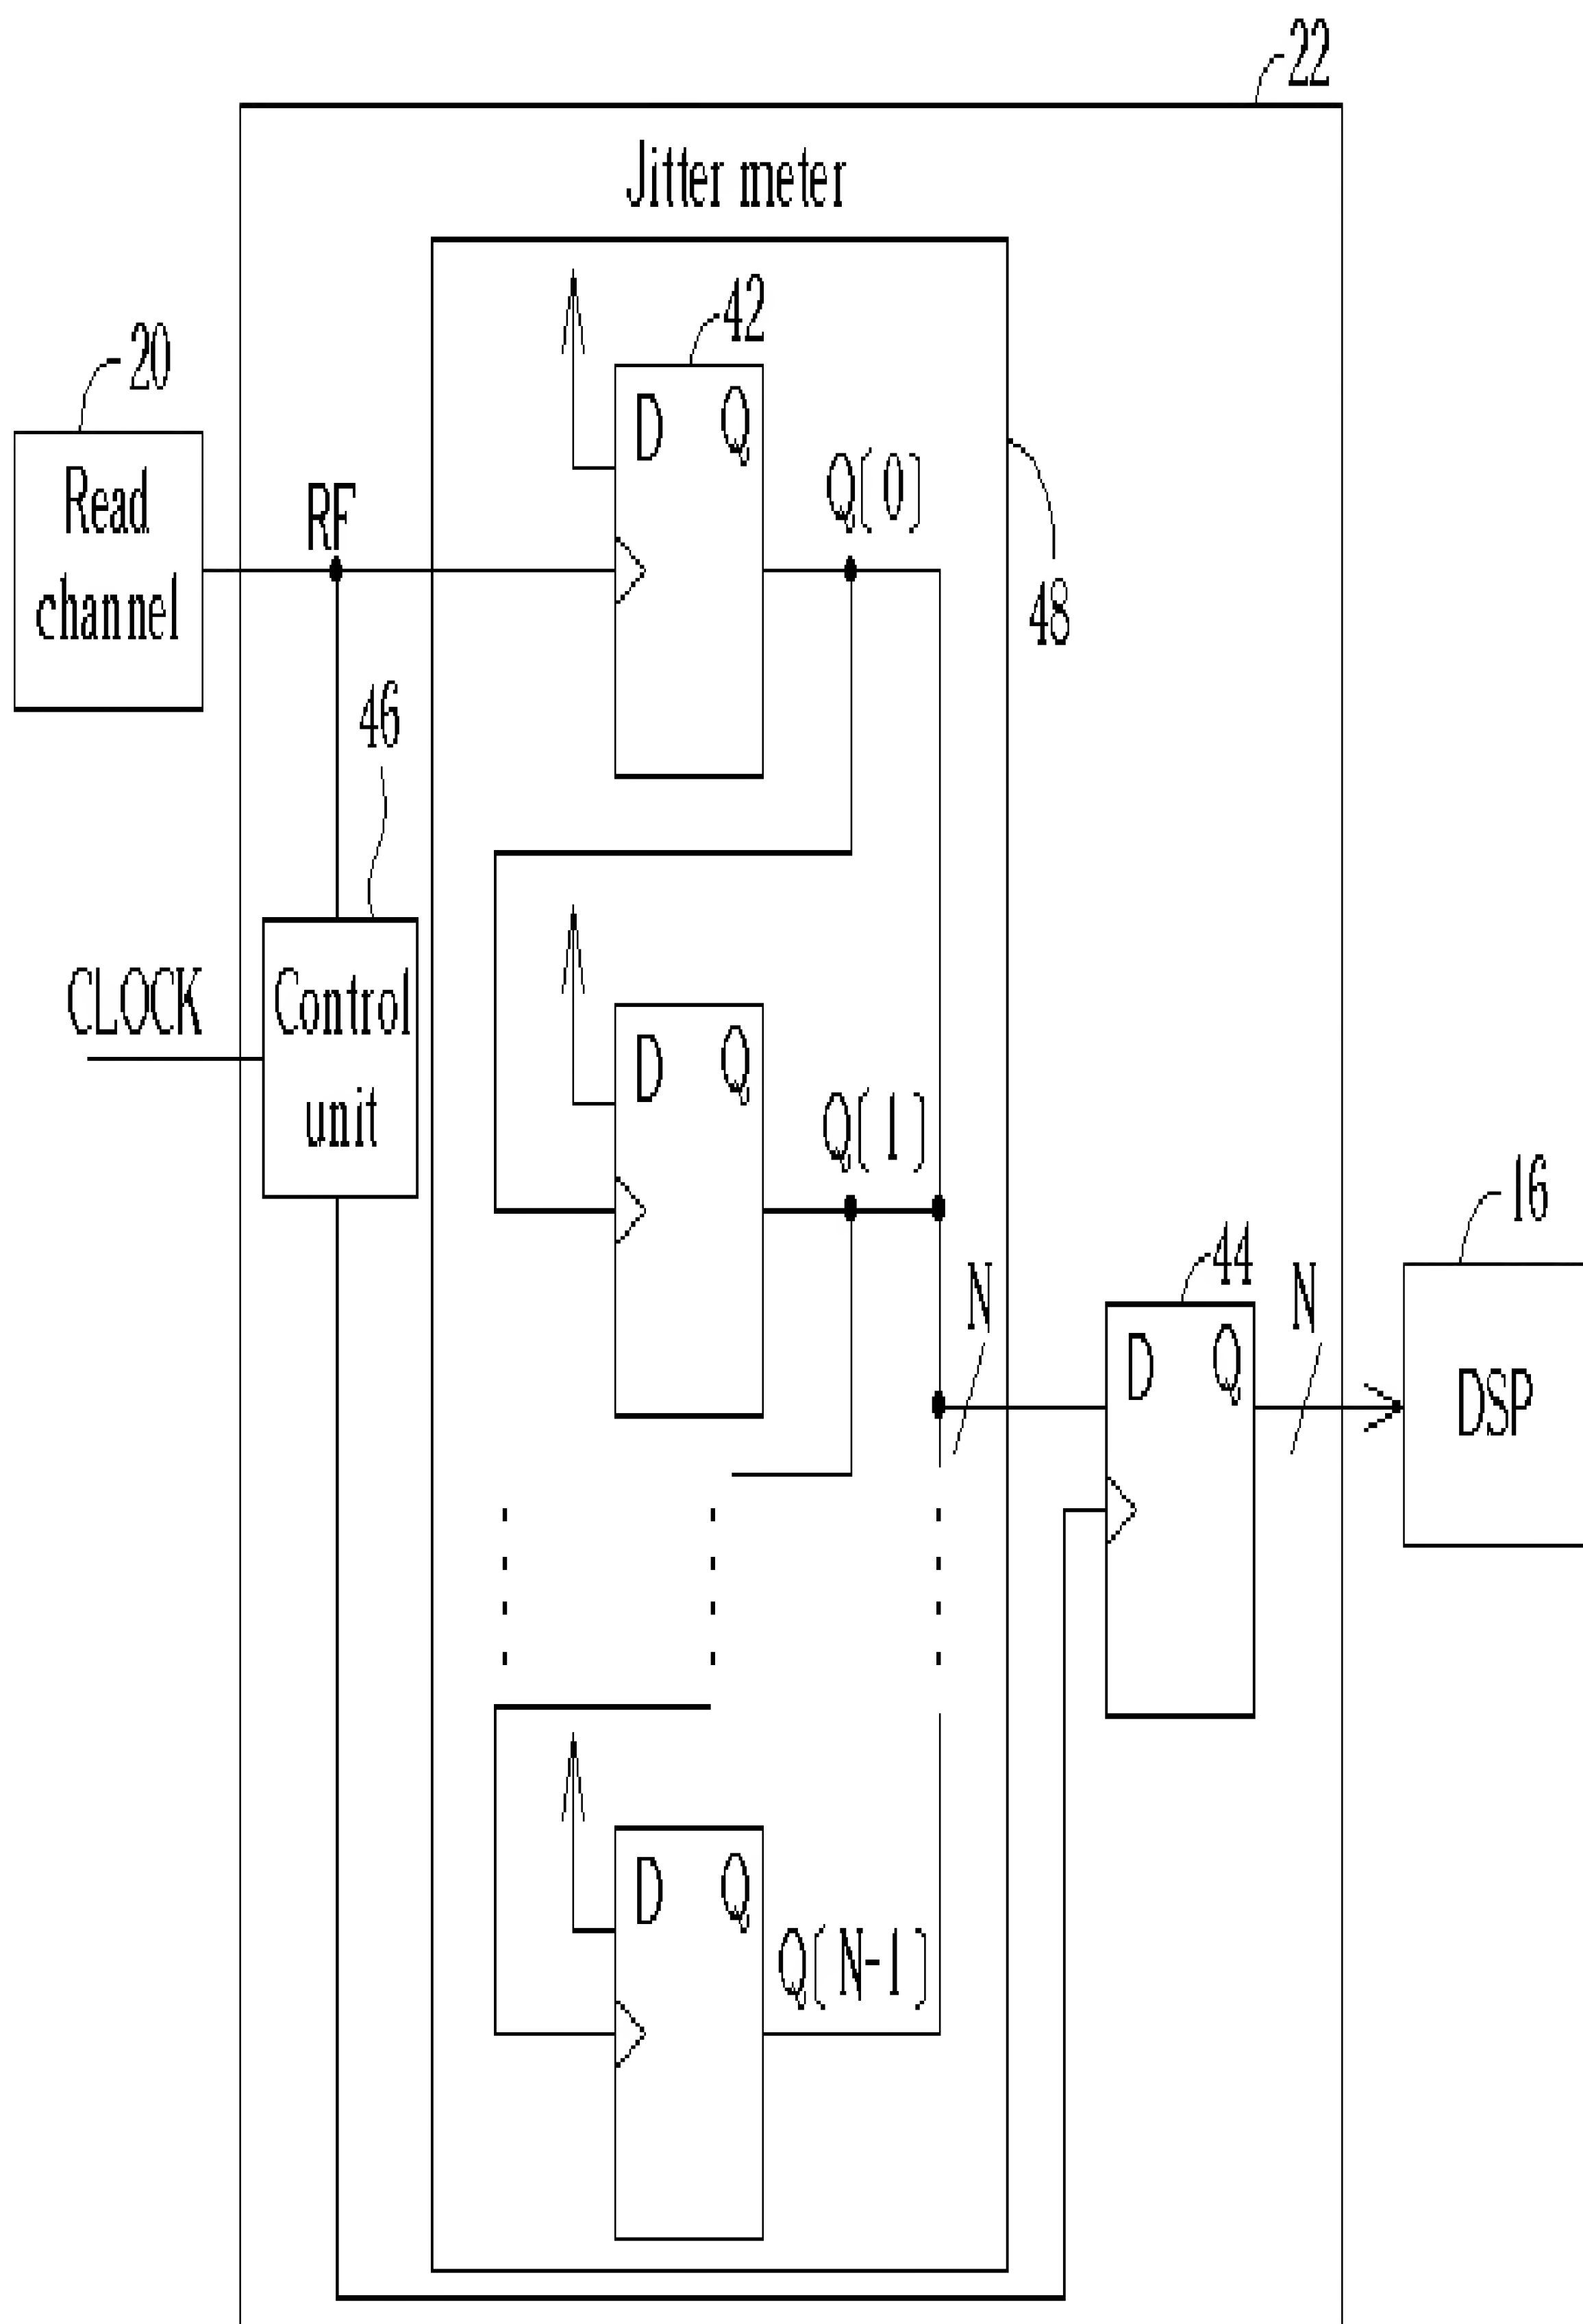 22
Jitter meter
42
20
D Q
Read
channel
RF
Q(0)
48
46
CLOCK
Control
unit
D Q
Q(1)
16
44
N
N
D Q
DSP
D Q
Q(N-1)